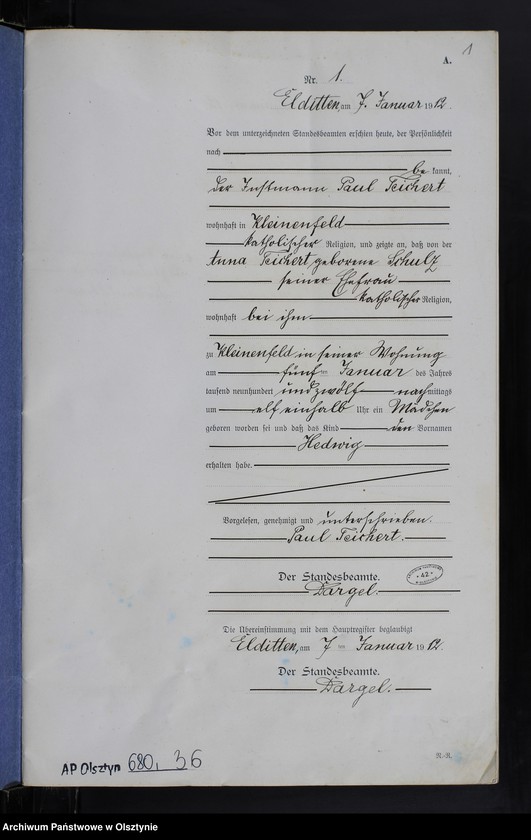 1
A.
Nr. 1.
Elditten, am 7. Januar 1912.
Vor dem unterzeichneten Standesbeamten erschien heute, der Persönlichkeit
nach
be kannt,
der Instmann Paul Teichert
wohnhaft in Kleinenfeld
katholischer Religion, und zeigte an, daß von der
Anna Teichert geborene Schulz
seiner Ehefrau
katholischer Religion,
wohnhaft bei ihm
zu Kleinenfeld in seiner Wohnung
am fünf ten Januar des Jahres
tausend neunhundert und zwölf nachmittags
um elf einhalb Uhr ein Mädchen
geboren worden sei und daß das Kind den Vornamen
Hedwig
erhalten habe.
Vorgelesen, genehmigt und unterschrieben.
Paul Teichert.
Der Standesbeamte.
42
Dargel.
Die Übereinstimmung mit dem Hauptregister beglaubigt
Elditten, am 7 ten Januar 1912.
Der Standesbeamte.
Dargel.
AP Olsztyn 680, 36
Archiwum Państwowe w Olsztynie